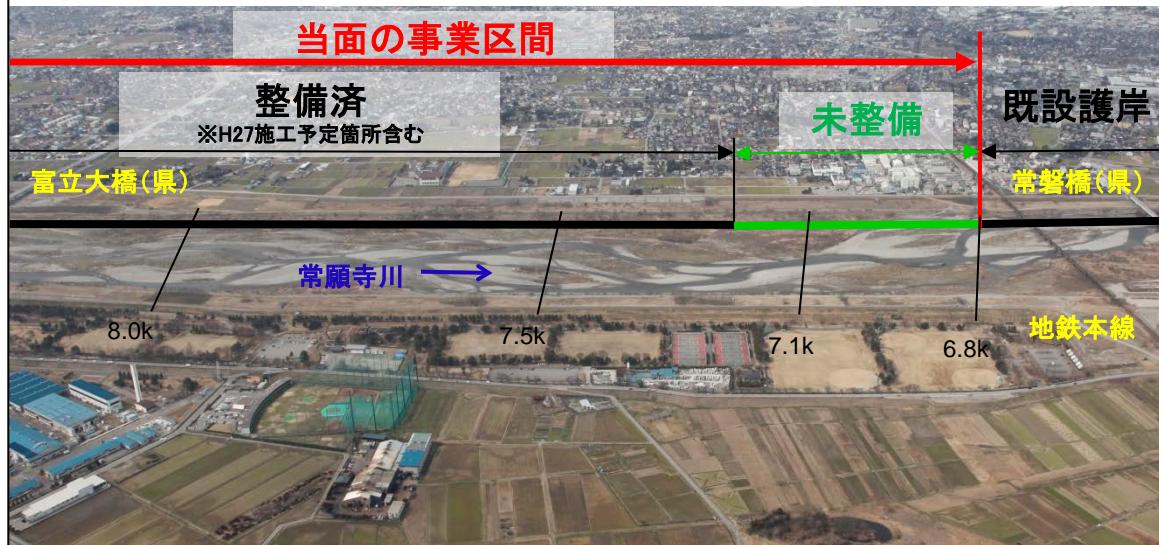 当面の事業区間
整備済
※H27施工予定箇所含む
未整備
既設護岸
富立大橋(県)
常磐橋(県)
常願寺川
8.0k
7.5k
7.1k
6.8k
地鉄本線